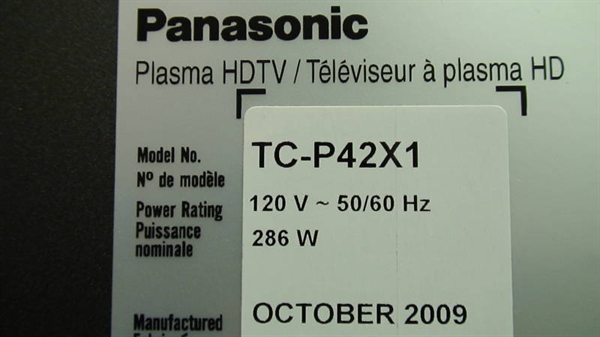 Panasonic
Plasma HDTV / Téléviseur à plasma HD
Model No. TC-P42X1
Nº de modèle
Power Rating 120 V ~ 50/60 Hz
Puissance
nominale 286 W
Manufactured OCTOBER 2009